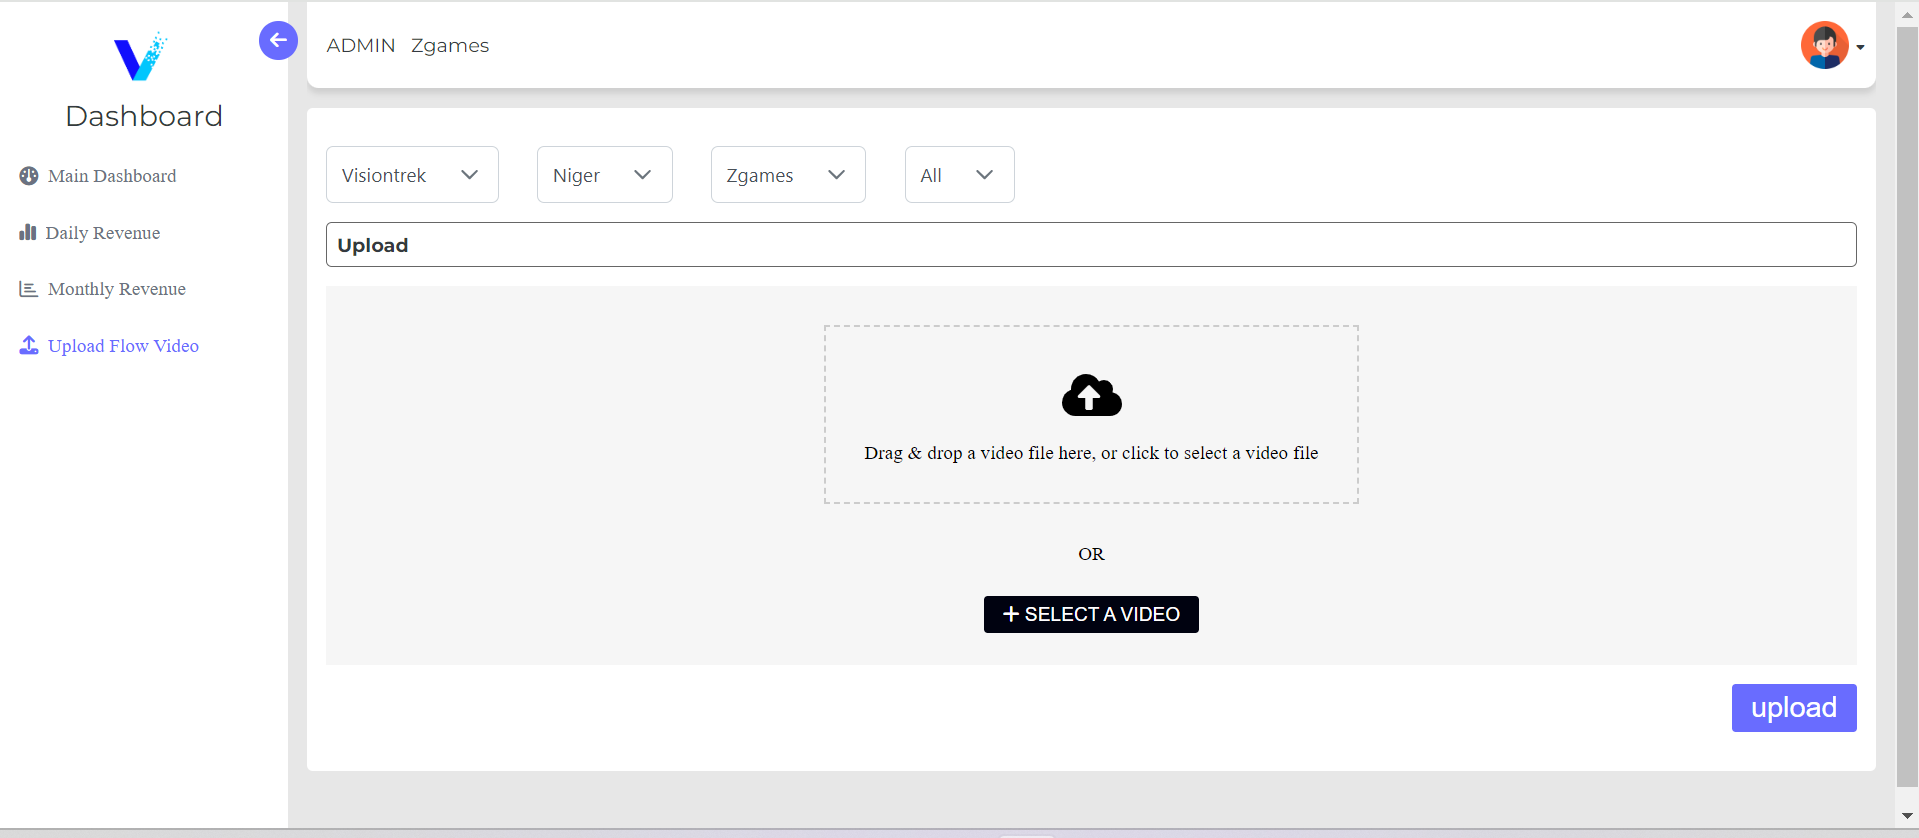 Dashboard
Main Dashboard
Daily Revenue
Monthly Revenue
Upload Flow Video
ADMIN Zgames
Visiontrek Niger Zgames All
Upload
Drag & drop a video file here, or click to select a video file
OR
SELECT A VIDEO
upload